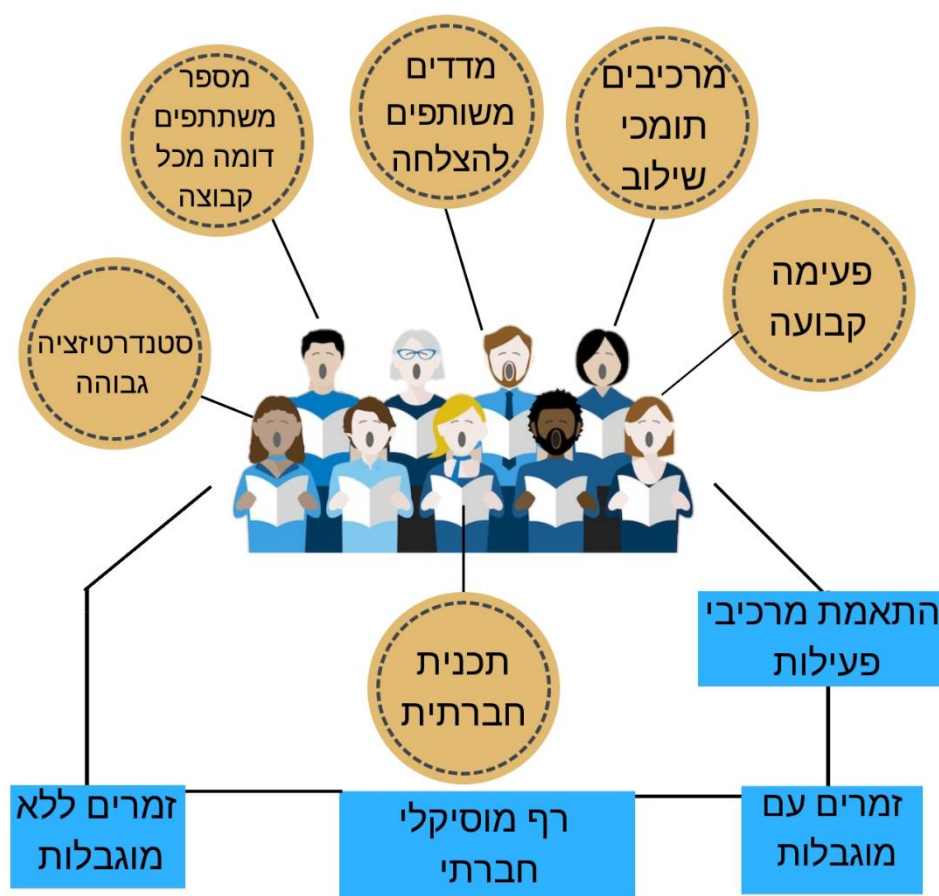 מרכיבים
תומכי
שילוב
מדדים
משותפים
להצלחה
מספר
משתתפים
דומה מכל
קבוצה
פעימה
קבועה
סטנדרטיזציה
גבוהה
תכנית
חברתית
התאמת מרכיבי
פעילות
זמרים עם
מוגבלות
רף מוסיקלי
חברתי
זמרים ללא
מוגבלות